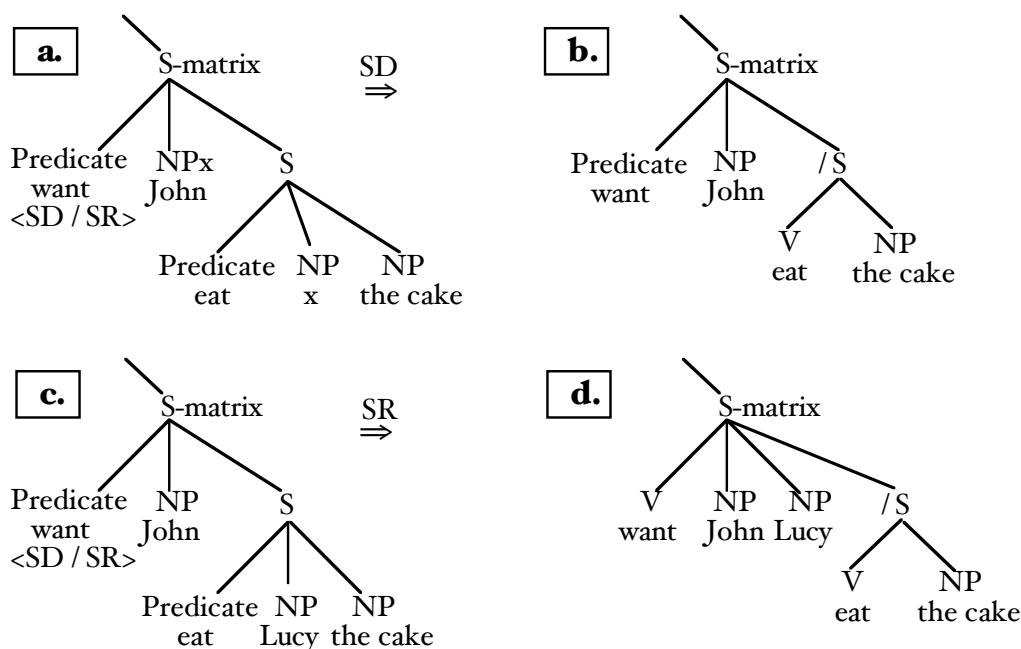 a.
S-matrix
SD
⇒
Predicate NPx S
want John
<SD / SR>
Predicate NP NP
eat x the cake
b.
S-matrix
Predicate NP /S
want John
V NP
eat the cake
c.
S-matrix
SR
⇒
Predicate NP S
want John
<SD / SR>
Predicate NP NP
eat Lucy the cake
d.
S-matrix
V NP NP /S
want John Lucy
V NP
eat the cake